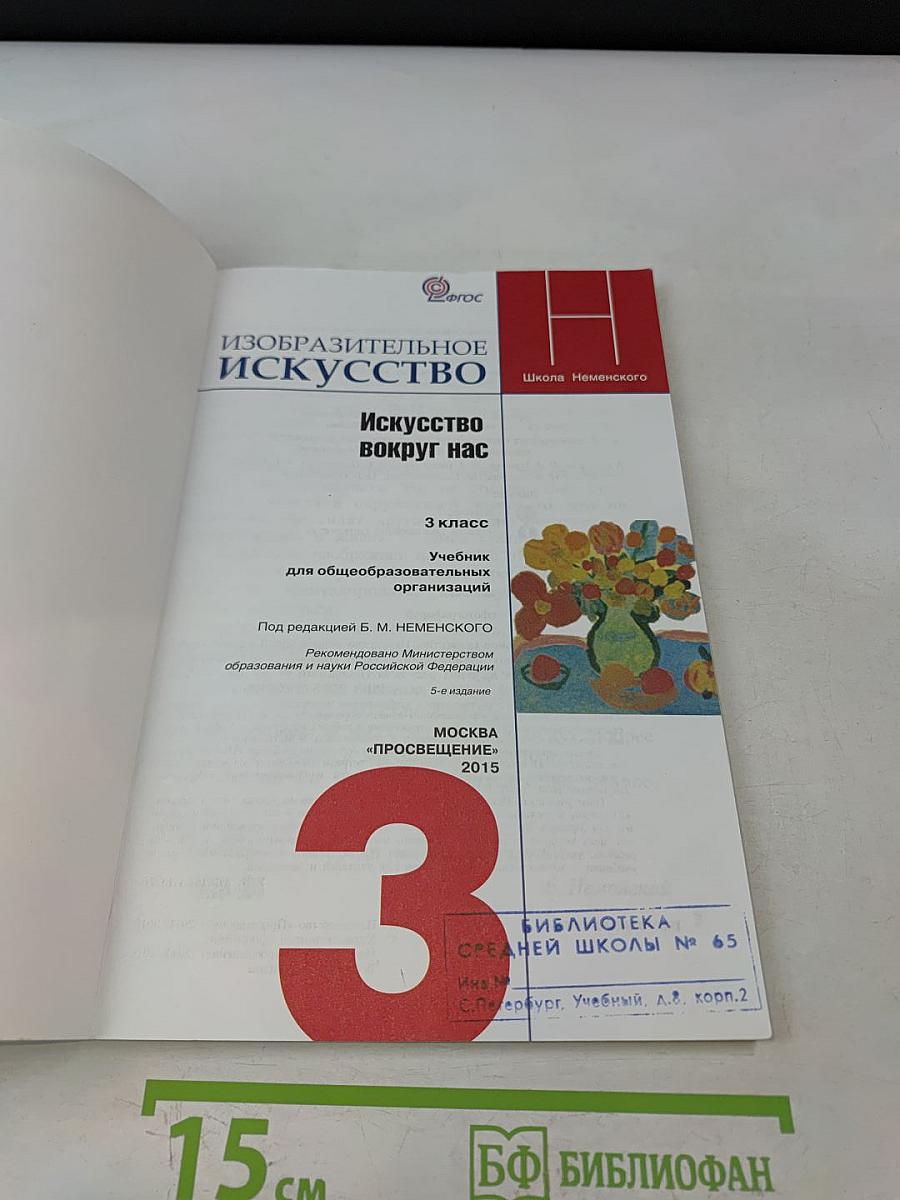 ФГОС
ИЗОБРАЗИТЕЛЬНОЕ
ИСКУССТВО
Школа Неменского
Искусство
вокруг нас
3 класс
Учебник
для общеобразовательных
организаций
Под редакцией Б. М. НЕМЕНСКОГО
Рекомендовано Министерством
образования и науки Российской Федерации
5-е издание
МОСКВА
«ПРОСВЕЩЕНИЕ»
2015
3
БИБЛИОТЕКА
СРЕДНЕЙ ШКОЛЫ № 65
Инв №
С.Петербург, Учебный, д.8, корп.2
15 см
БФ БИБЛИОФАН